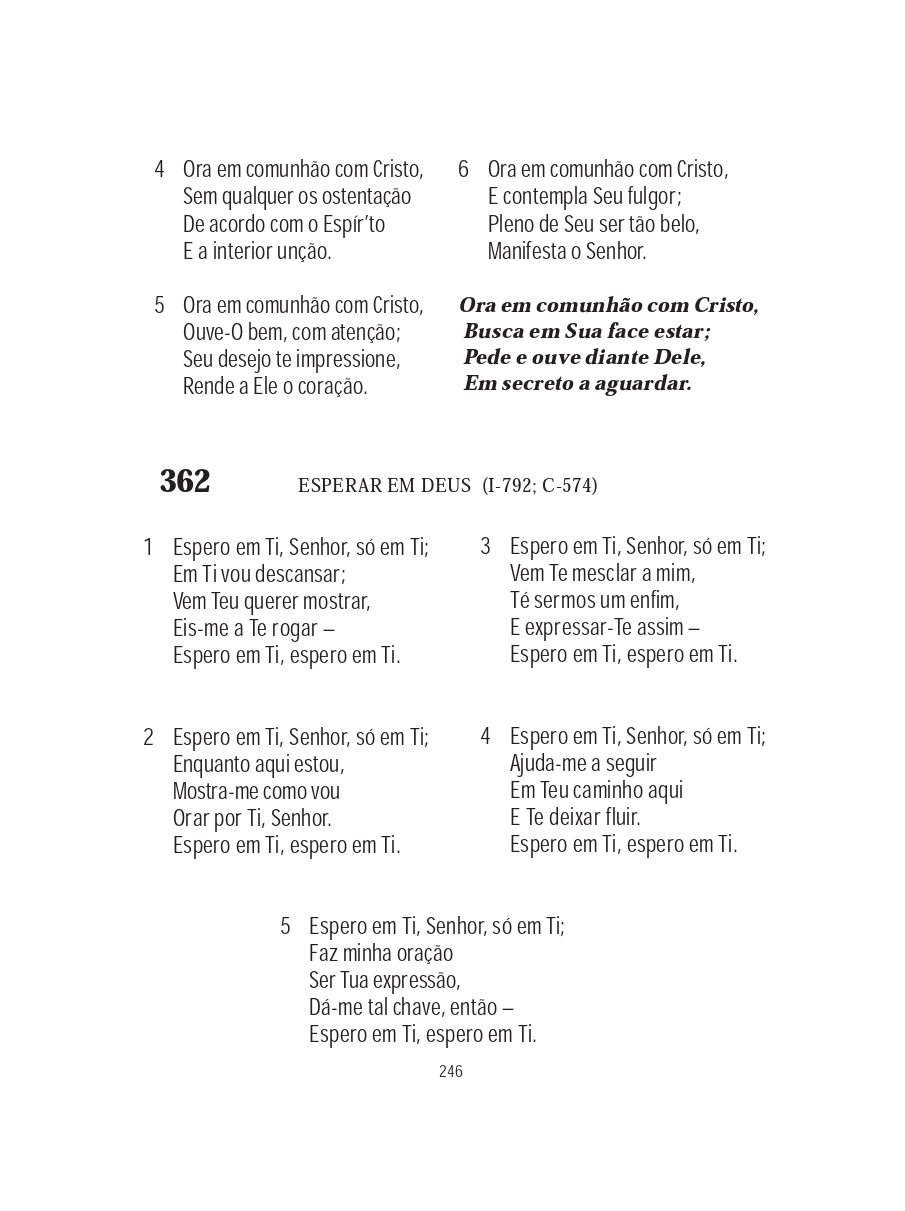 4 Ora em comunhão com Cristo,
Sem qualquer os ostentação
De acordo com o Espír’to
E a interior unção.
5 Ora em comunhão com Cristo,
Ouve-O bem, com atenção;
Seu desejo te impressione,
Rende a Ele o coração.
6 Ora em comunhão com Cristo,
E contempla Seu fulgor;
Pleno de Seu ser tão belo,
Manifesta o Senhor.
Ora em comunhão com Cristo,
Busca em Sua face estar;
Pede e ouve diante Dele,
Em secreto a aguardar.
362 ESPERAR EM DEUS (I-792; C-574)
1 Espero em Ti, Senhor, só em Ti;
Em Ti vou descansar;
Vem Teu querer mostrar,
Eis-me a Te rogar –
Espero em Ti, espero em Ti.
2 Espero em Ti, Senhor, só em Ti;
Enquanto aqui estou,
Mostra-me como vou
Orar por Ti, Senhor.
Espero em Ti, espero em Ti.
3 Espero em Ti, Senhor, só em Ti;
Vem Te mesclar a mim,
Té sermos um enfim,
E expressar-Te assim –
Espero em Ti, espero em Ti.
4 Espero em Ti, Senhor, só em Ti;
Ajuda-me a seguir
Em Teu caminho aqui
E Te deixar fluir.
Espero em Ti, espero em Ti.
5 Espero em Ti, Senhor, só em Ti;
Faz minha oração
Ser Tua expressão,
Dá-me tal chave, então –
Espero em Ti, espero em Ti.
246